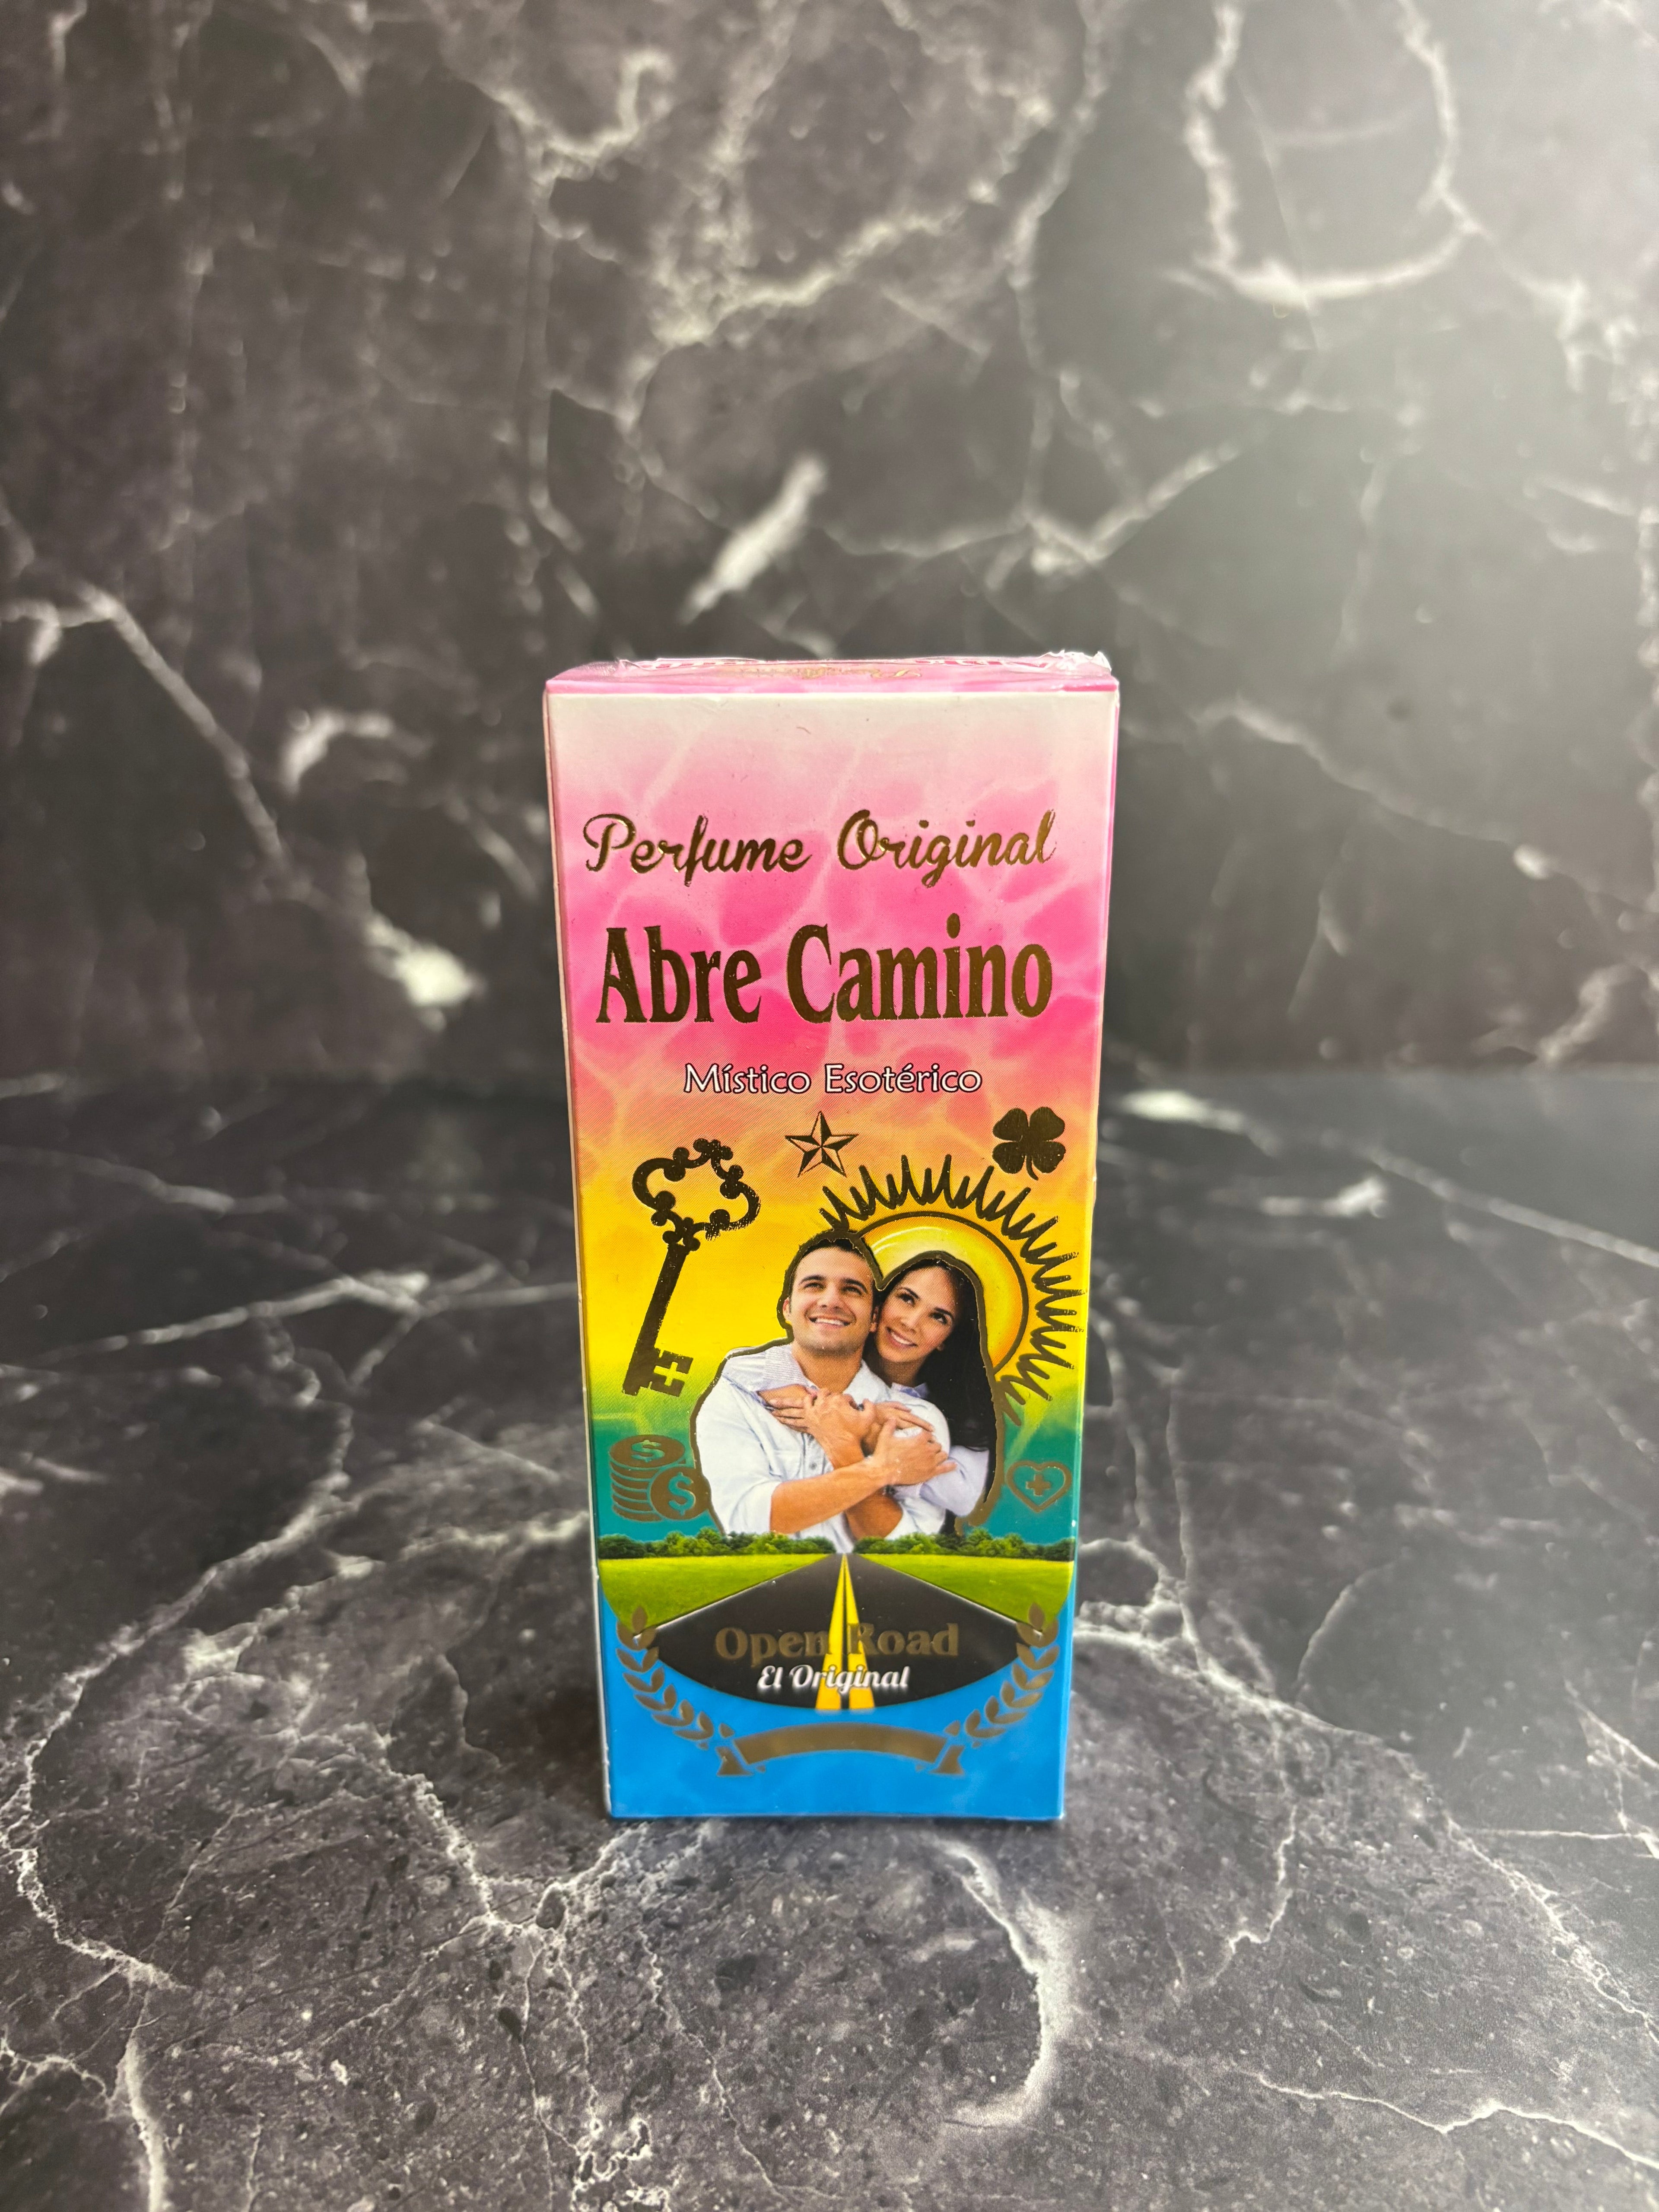 Perfume Original
Abre Camino
Místico Esotérico
$
$
Open Road
El Original